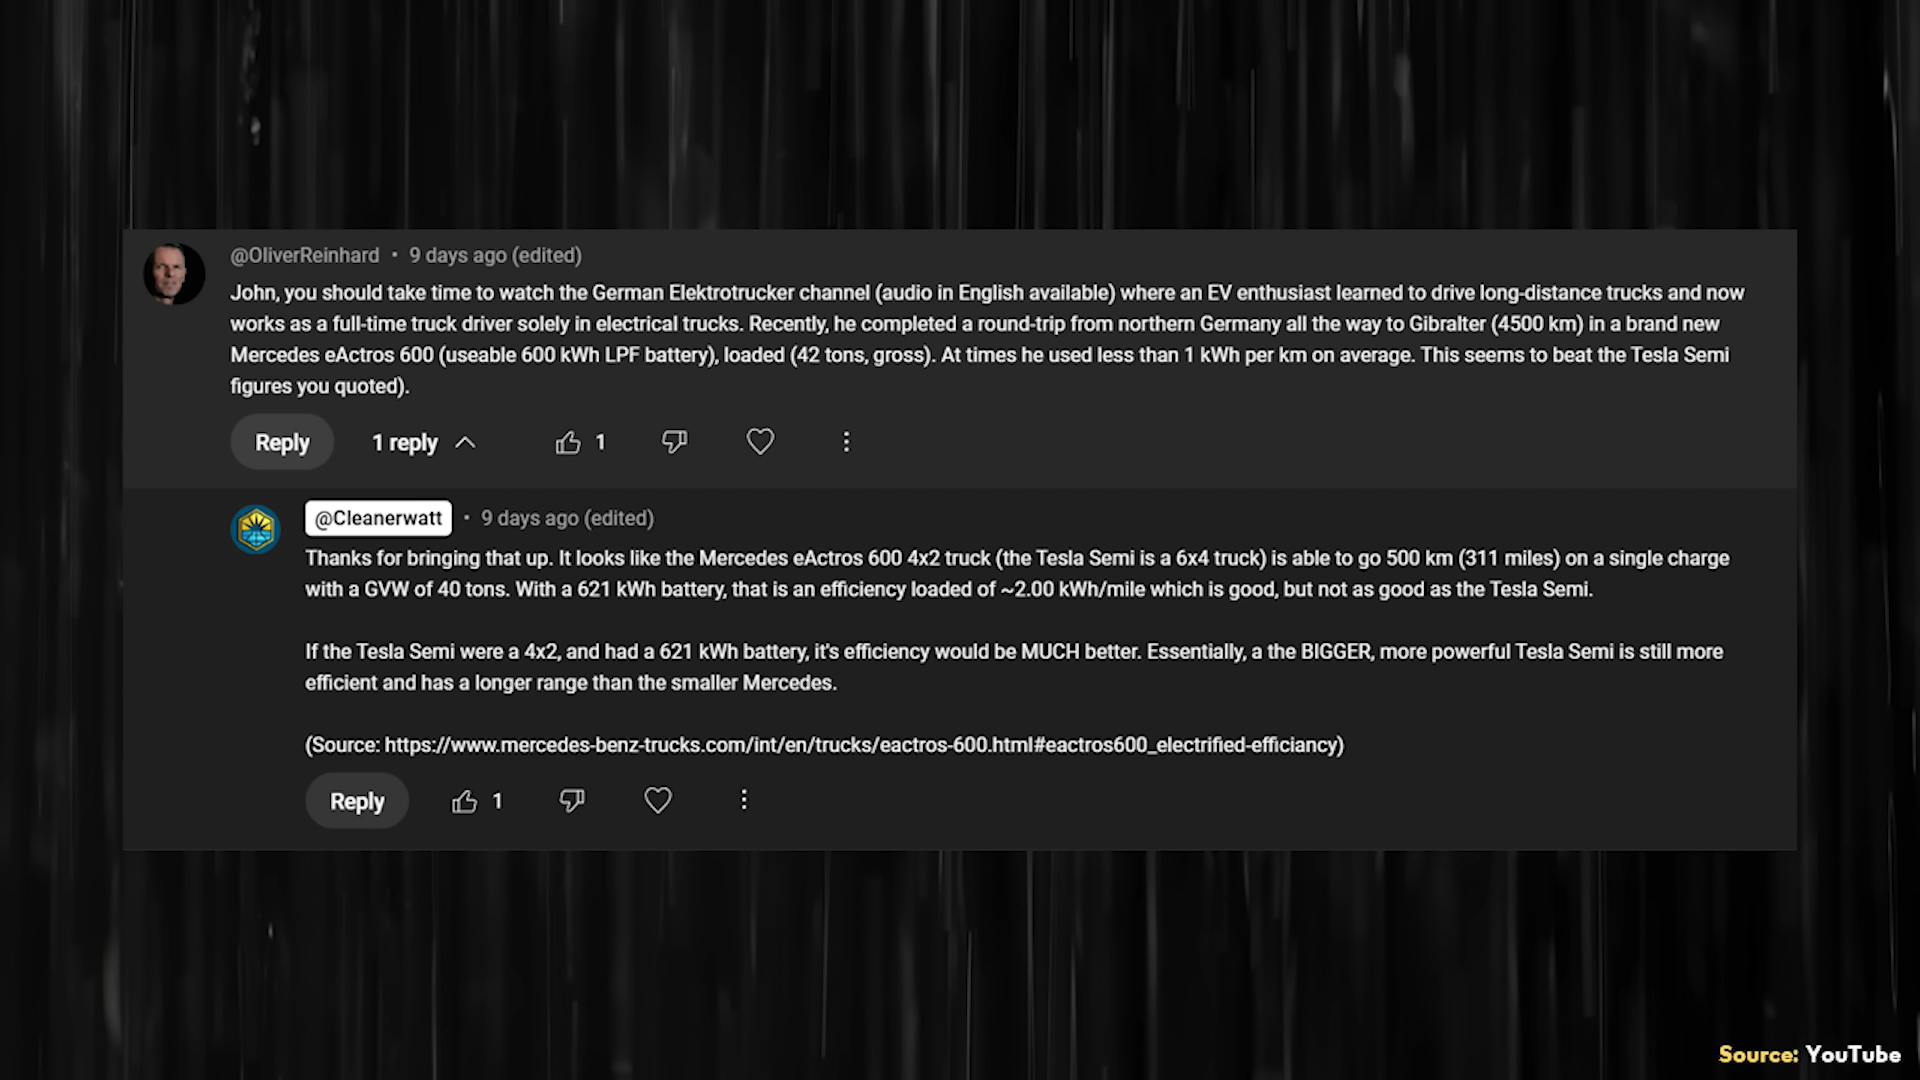 @OliverReinhard • 9 days ago (edited)
John, you should take time to watch the German Elektrotrucker channel (audio in English available) where an EV enthusiast learned to drive long-distance trucks and now
works as a full-time truck driver solely in electrical trucks. Recently, he completed a round-trip from northern Germany all the way to Gibralter (4500 km) in a brand new
Mercedes eActros 600 (useable 600 kWh LPF battery), loaded (42 tons, gross). At times he used less than 1 kWh per km on average. This seems to beat the Tesla Semi
figures you quoted).
Reply 1 reply 1
@Cleanerwatt • 9 days ago (edited)
Thanks for bringing that up. It looks like the Mercedes eActros 600 4x2 truck (the Tesla Semi is a 6x4 truck) is able to go 500 km (311 miles) on a single charge
with a GVW of 40 tons. With a 621 kWh battery, that is an efficiency loaded of ~2.00 kWh/mile which is good, but not as good as the Tesla Semi.
If the Tesla Semi were a 4x2, and had a 621 kWh battery, it's efficiency would be MUCH better. Essentially, a the BIGGER, more powerful Tesla Semi is still more
efficient and has a longer range than the smaller Mercedes.
(Source: https://www.mercedes-benz-trucks.com/int/en/trucks/eactros-600.html#eactros600_electrified-efficiancy)
Reply 1
Source: YouTube